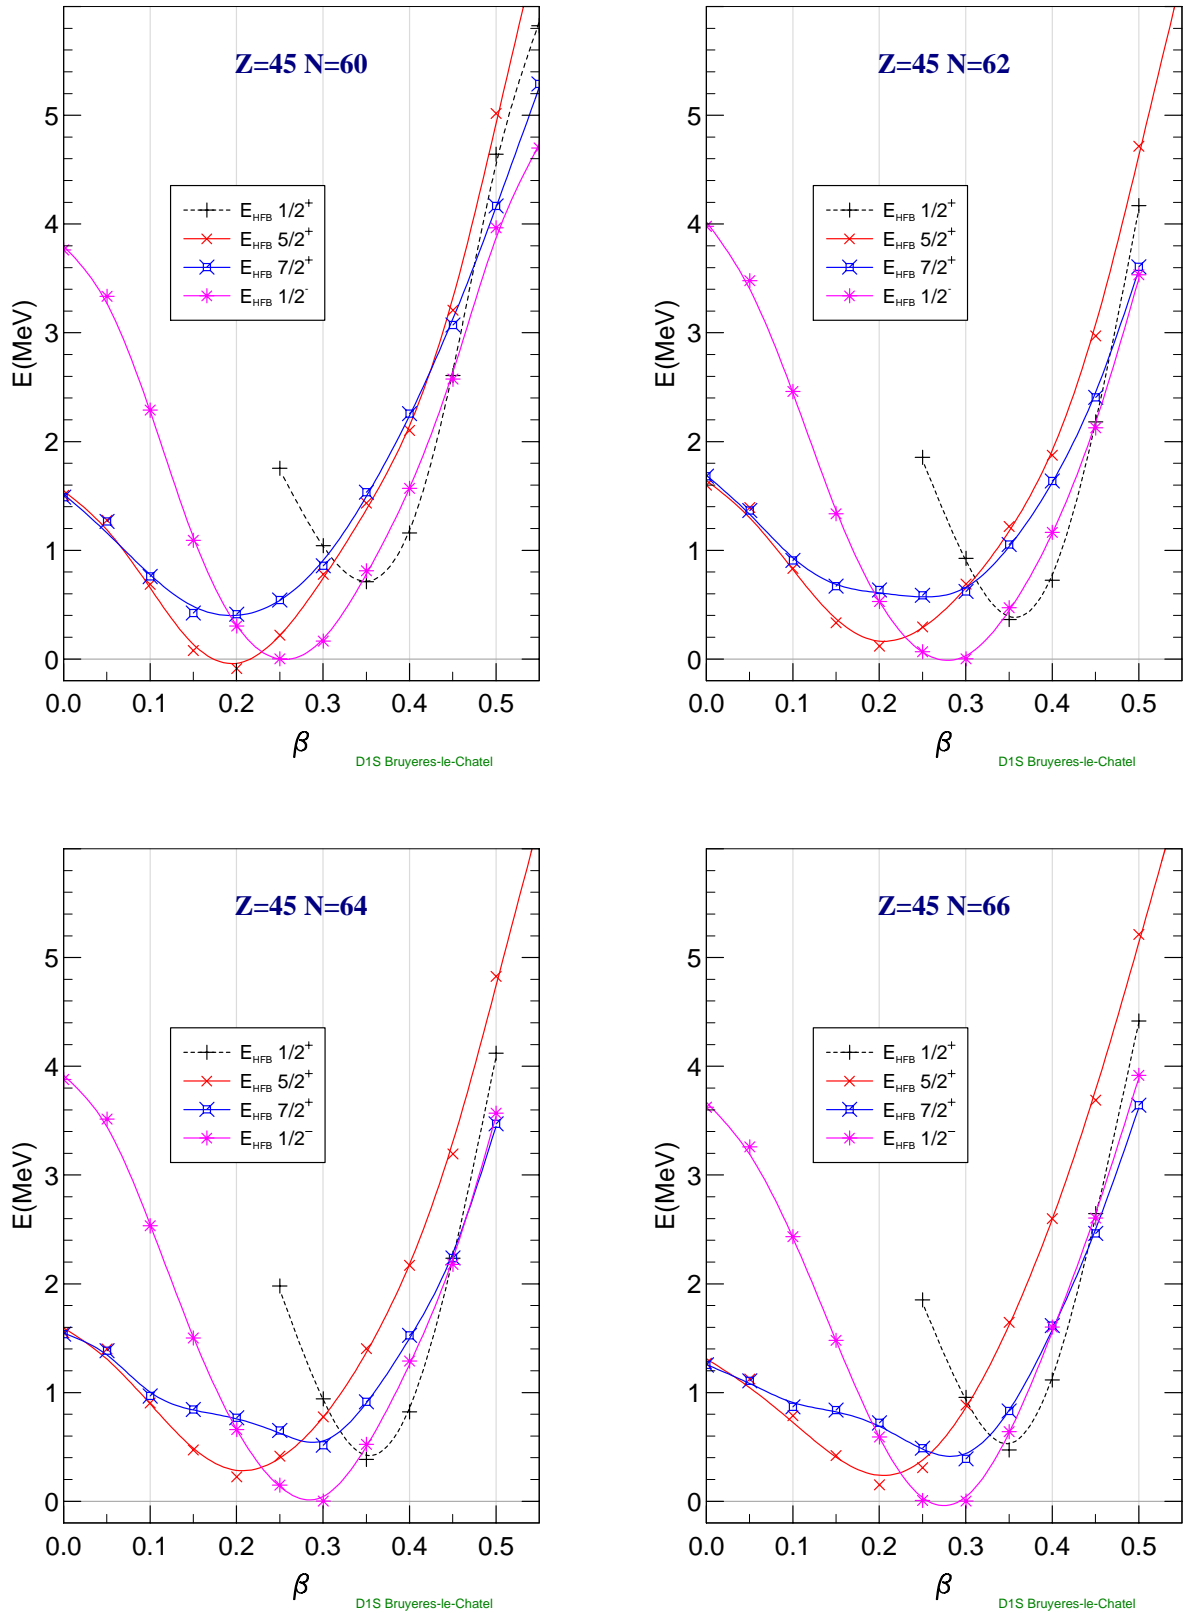 Z=45 N=60
E(MeV)
5
4
3
2
1
0
E_HFB 1/2⁺
E_HFB 5/2⁺
E_HFB 7/2⁺
E_HFB 1/2⁻
0.0 0.1 0.2 0.3 0.4 0.5
β
D1S Bruyeres-le-Chatel
Z=45 N=62
E(MeV)
5
4
3
2
1
0
E_HFB 1/2⁺
E_HFB 5/2⁺
E_HFB 7/2⁺
E_HFB 1/2⁻
0.0 0.1 0.2 0.3 0.4 0.5
β
D1S Bruyeres-le-Chatel
Z=45 N=64
E(MeV)
5
4
3
2
1
0
E_HFB 1/2⁺
E_HFB 5/2⁺
E_HFB 7/2⁺
E_HFB 1/2⁻
0.0 0.1 0.2 0.3 0.4 0.5
β
D1S Bruyeres-le-Chatel
Z=45 N=66
E(MeV)
5
4
3
2
1
0
E_HFB 1/2⁺
E_HFB 5/2⁺
E_HFB 7/2⁺
E_HFB 1/2⁻
0.0 0.1 0.2 0.3 0.4 0.5
β
D1S Bruyeres-le-Chatel